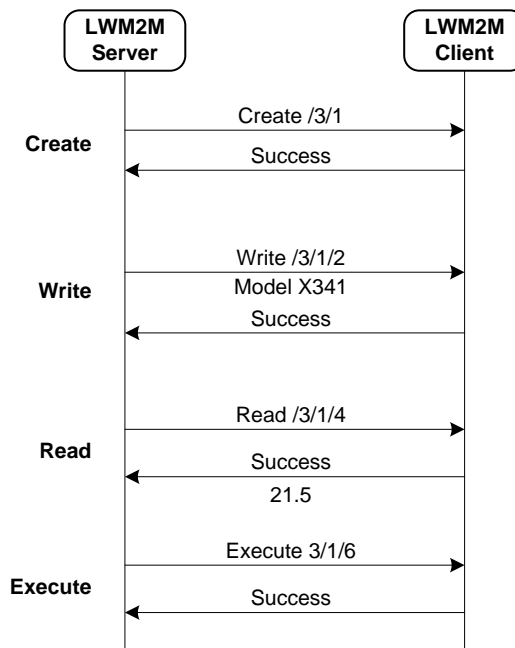 LWM2M
Server
LWM2M
Client
Create /3/1
Create
Success
Write /3/1/2
Write
Model X341
Success
Read /3/1/4
Read
Success
21.5
Execute 3/1/6
Execute
Success